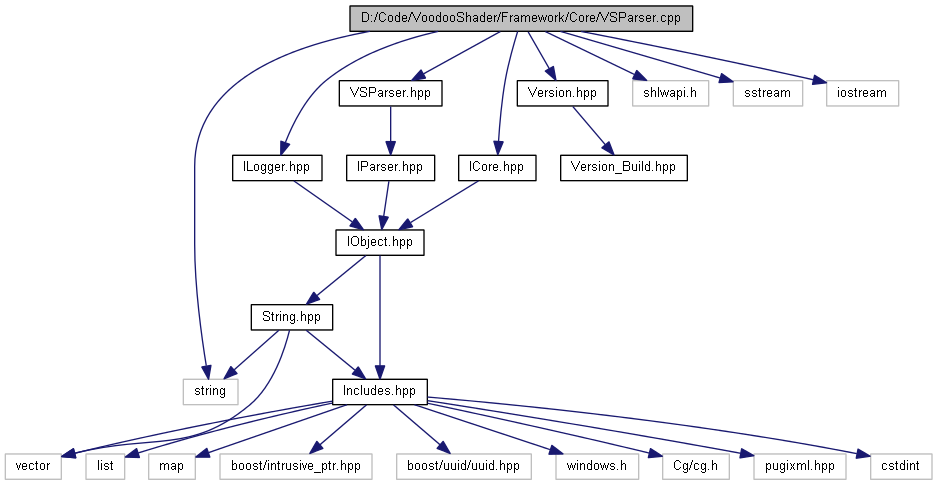 D:/Code/VoodooShader/Framework/Core/VSParser.cpp
VSParser.hpp
Version.hpp
shlwapi.h
sstream
iostream
ILogger.hpp
IParser.hpp
ICore.hpp
Version_Build.hpp
IObject.hpp
String.hpp
string
Includes.hpp
vector
list
map
boost/intrusive_ptr.hpp
boost/uuid/uuid.hpp
windows.h
Cg/cg.h
pugixml.hpp
cstdint